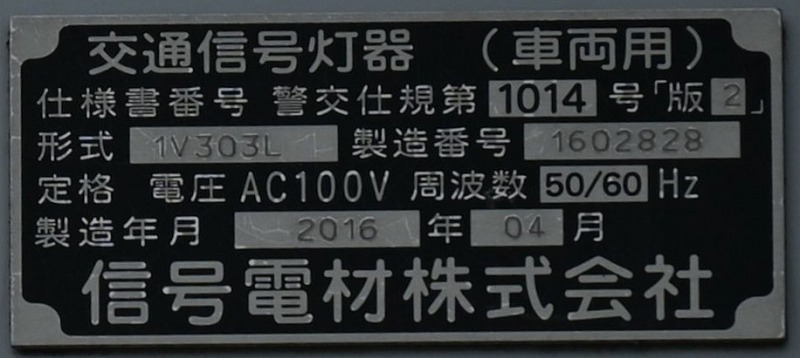 交通信号灯器 （車両用）
仕様書番号 警交仕規第 1014 号「版 2」
形式 1V303L 製造番号 1602828
定格 電圧 AC100V 周波数 50/60 Hz
製造年月 2016 年 04 月
信号電材株式会社